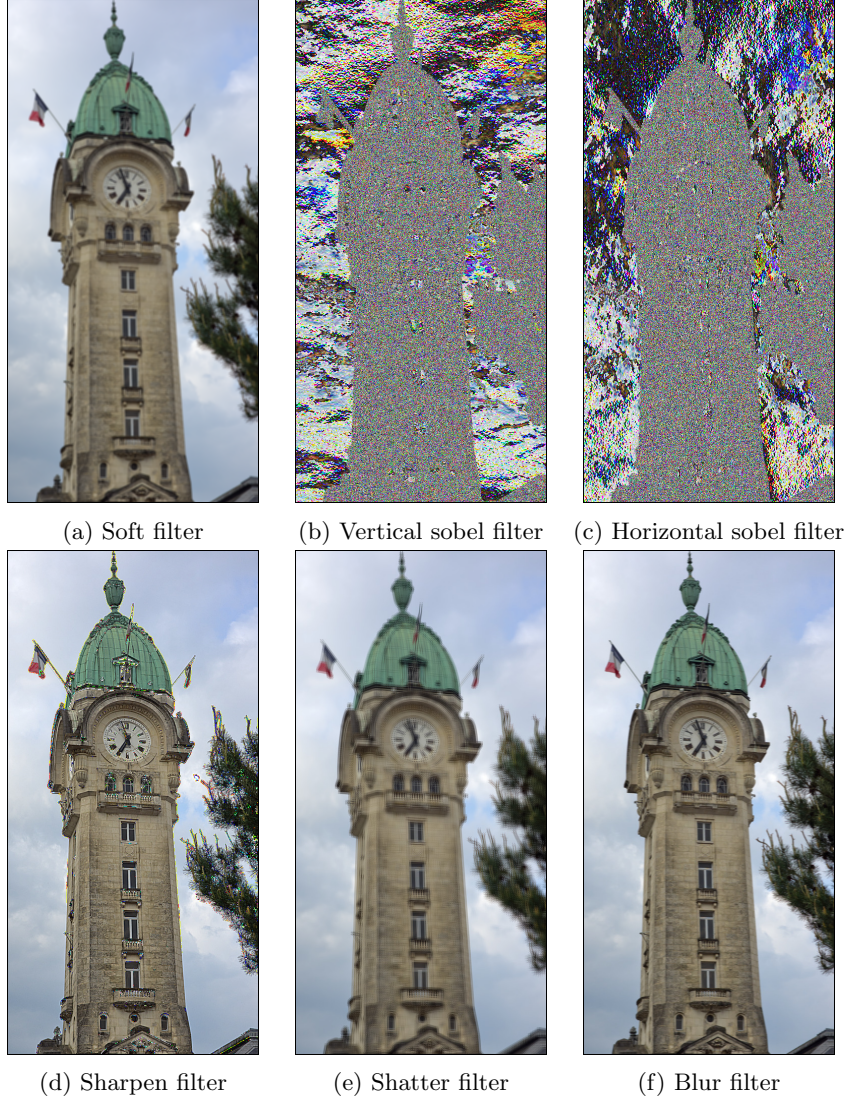 (a) Soft filter
(b) Vertical sobel filter
(c) Horizontal sobel filter
(d) Sharpen filter
(e) Shatter filter
(f) Blur filter